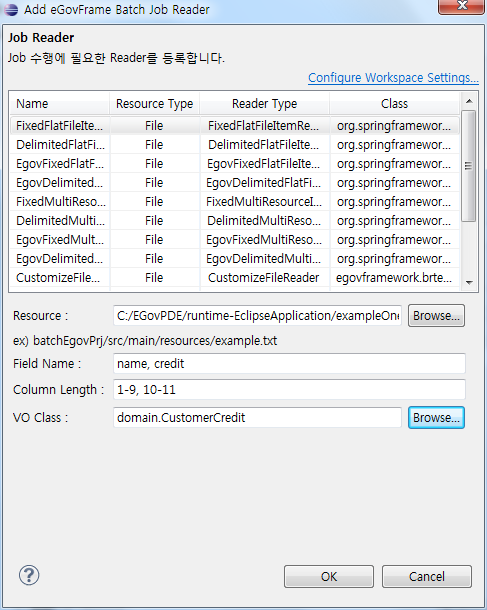 Add eGovFrame Batch Job Reader
Job Reader
Job 수행에 필요한 Reader를 등록합니다.
Configure Workspace Settings...
Name Resource Type Reader Type Class
FixedFlatFileIte... File FixedFlatFileItemRe... org.springframewor...
DelimitedFlatFi... File DelimitedFlatFileIte... org.springframewor...
EgovFixedFlatF... File EgovFixedFlatFileIte... org.springframewor...
EgovDelimited... File EgovDelimitedFlatFi... org.springframewor...
FixedMultiReso... File FixedMultiResourceI... org.springframewor...
DelimitedMulti... File DelimitedMultiReso... org.springframewor...
EgovFixedMult... File EgovFixedMultiReso... org.springframewor...
EgovDelimited... File EgovDelimitedMulti... org.springframewor...
CustomizeFile... File CustomizeFileReader egovframework.brte...
Resource : C:/EGovPDE/runtime-EclipseApplication/exampleOne Browse...
ex) batchEgovPrj/src/main/resources/example.txt
Field Name : name, credit
Column Length : 1-9, 10-11
VO Class : domain.CustomerCredit Browse...
? OK Cancel